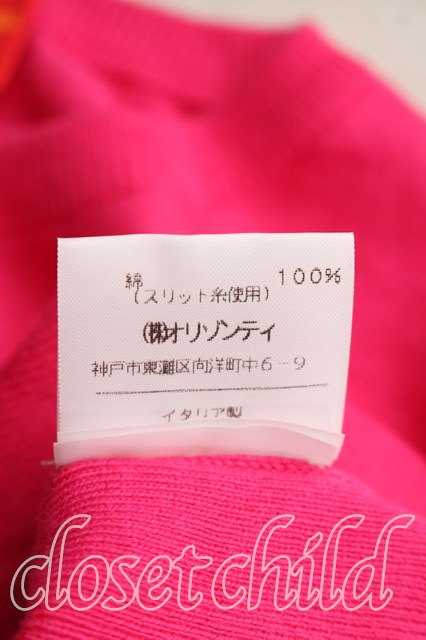 綿 100%
(スリット糸使用)
㈱オリゾンティ
神戸市東灘区向洋町中6-9
イタリア製
closet child